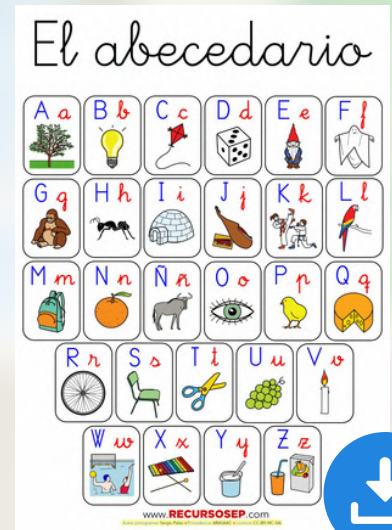 El abecedario
A a B b C c D d E e F f
G g H h I i J j K k L l
M m N n Ñ ñ O o P p Q q
R r S s T t U u V v
W w X x Y y Z z
www.RECURSOSEP.com